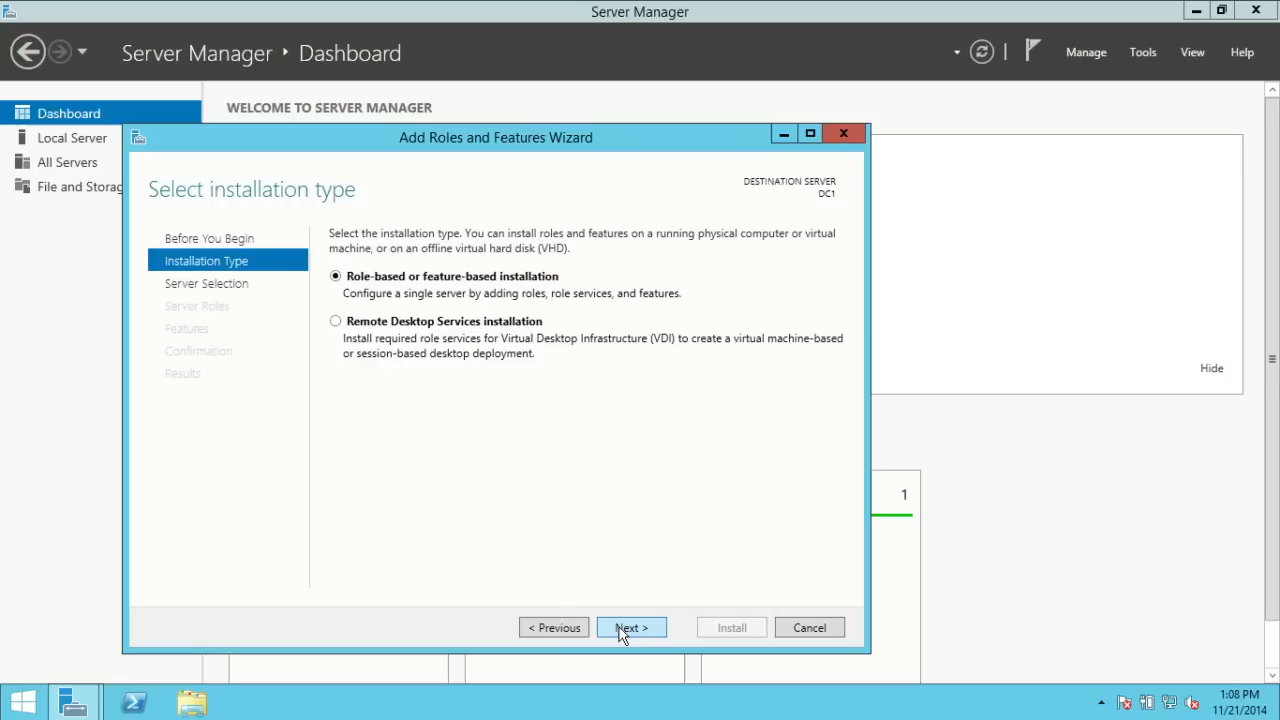 Server Manager
Server Manager ‣ Dashboard
Manage Tools View Help
Dashboard
Local Server
All Servers
File and Storag
WELCOME TO SERVER MANAGER
Add Roles and Features Wizard
Select installation type
DESTINATION SERVER
DC1
Before You Begin
Installation Type
Server Selection
Server Roles
Features
Confirmation
Results
Select the installation type. You can install roles and features on a running physical computer or virtual
machine, or on an offline virtual hard disk (VHD).
Role-based or feature-based installation
Configure a single server by adding roles, role services, and features.
Remote Desktop Services installation
Install required role services for Virtual Desktop Infrastructure (VDI) to create a virtual machine-based
or session-based desktop deployment.
Hide
1
< Previous Next > Install Cancel
1:08 PM
11/21/2014